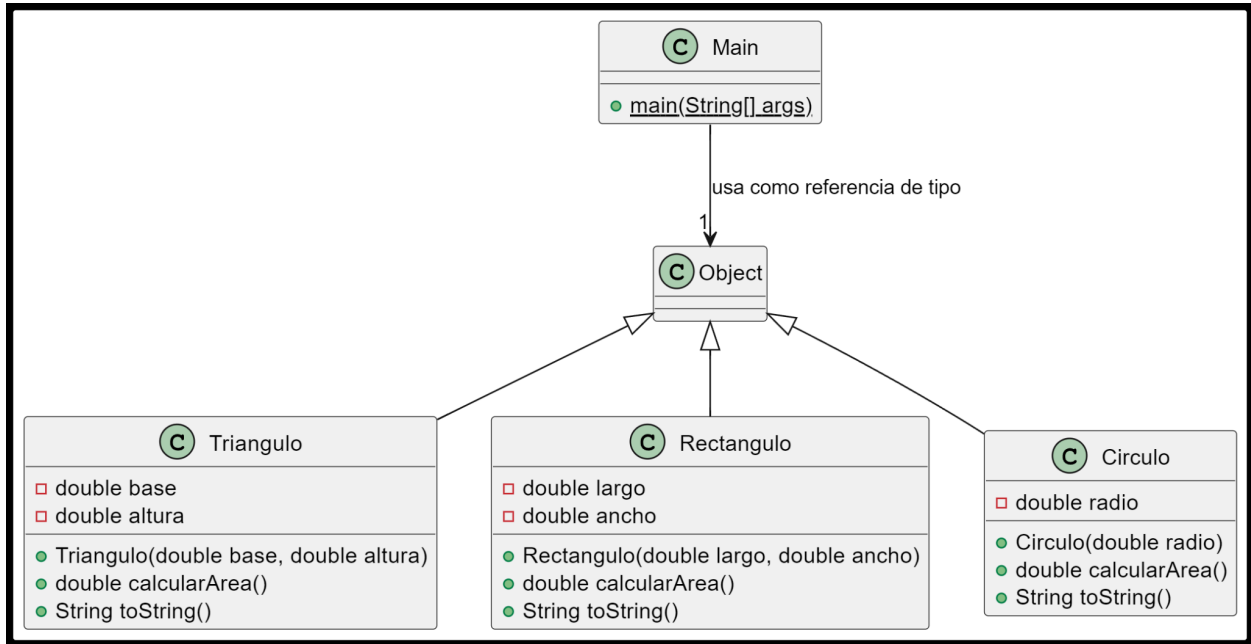 C Main
main(String[] args)
usa como referencia de tipo
1
C Object
C Triangulo
double base
double altura
Triangulo(double base, double altura)
double calcularArea()
String toString()
C Rectangulo
double largo
double ancho
Rectangulo(double largo, double ancho)
double calcularArea()
String toString()
C Circulo
double radio
Circulo(double radio)
double calcularArea()
String toString()